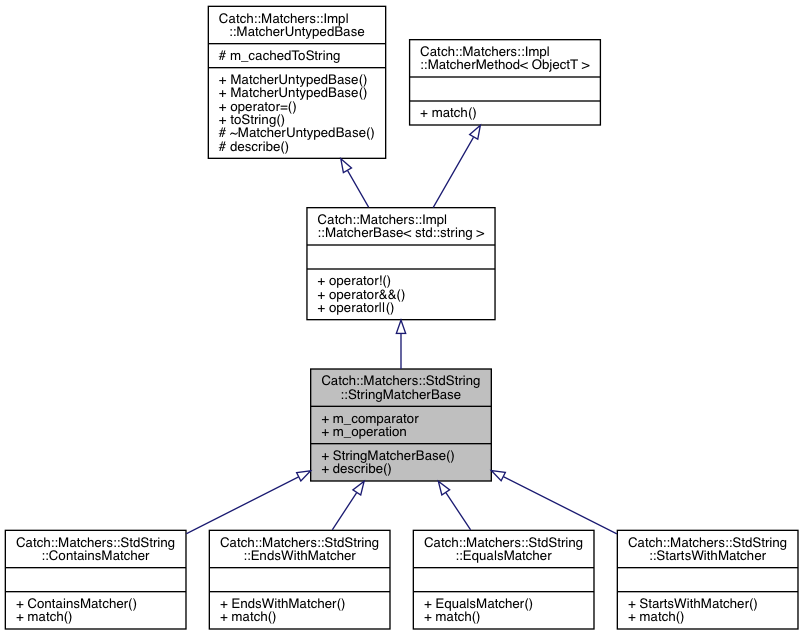 Catch::Matchers::Impl
::MatcherUntypedBase
# m_cachedToString
+ MatcherUntypedBase()
+ MatcherUntypedBase()
+ operator=()
+ toString()
# ~MatcherUntypedBase()
# describe()
Catch::Matchers::Impl
::MatcherMethod< ObjectT >
+ match()
Catch::Matchers::Impl
::MatcherBase< std::string >
+ operator!()
+ operator&&()
+ operator||()
Catch::Matchers::StdString
::StringMatcherBase
+ m_comparator
+ m_operation
+ StringMatcherBase()
+ describe()
Catch::Matchers::StdString
::ContainsMatcher
+ ContainsMatcher()
+ match()
Catch::Matchers::StdString
::EndsWithMatcher
+ EndsWithMatcher()
+ match()
Catch::Matchers::StdString
::EqualsMatcher
+ EqualsMatcher()
+ match()
Catch::Matchers::StdString
::StartsWithMatcher
+ StartsWithMatcher()
+ match()